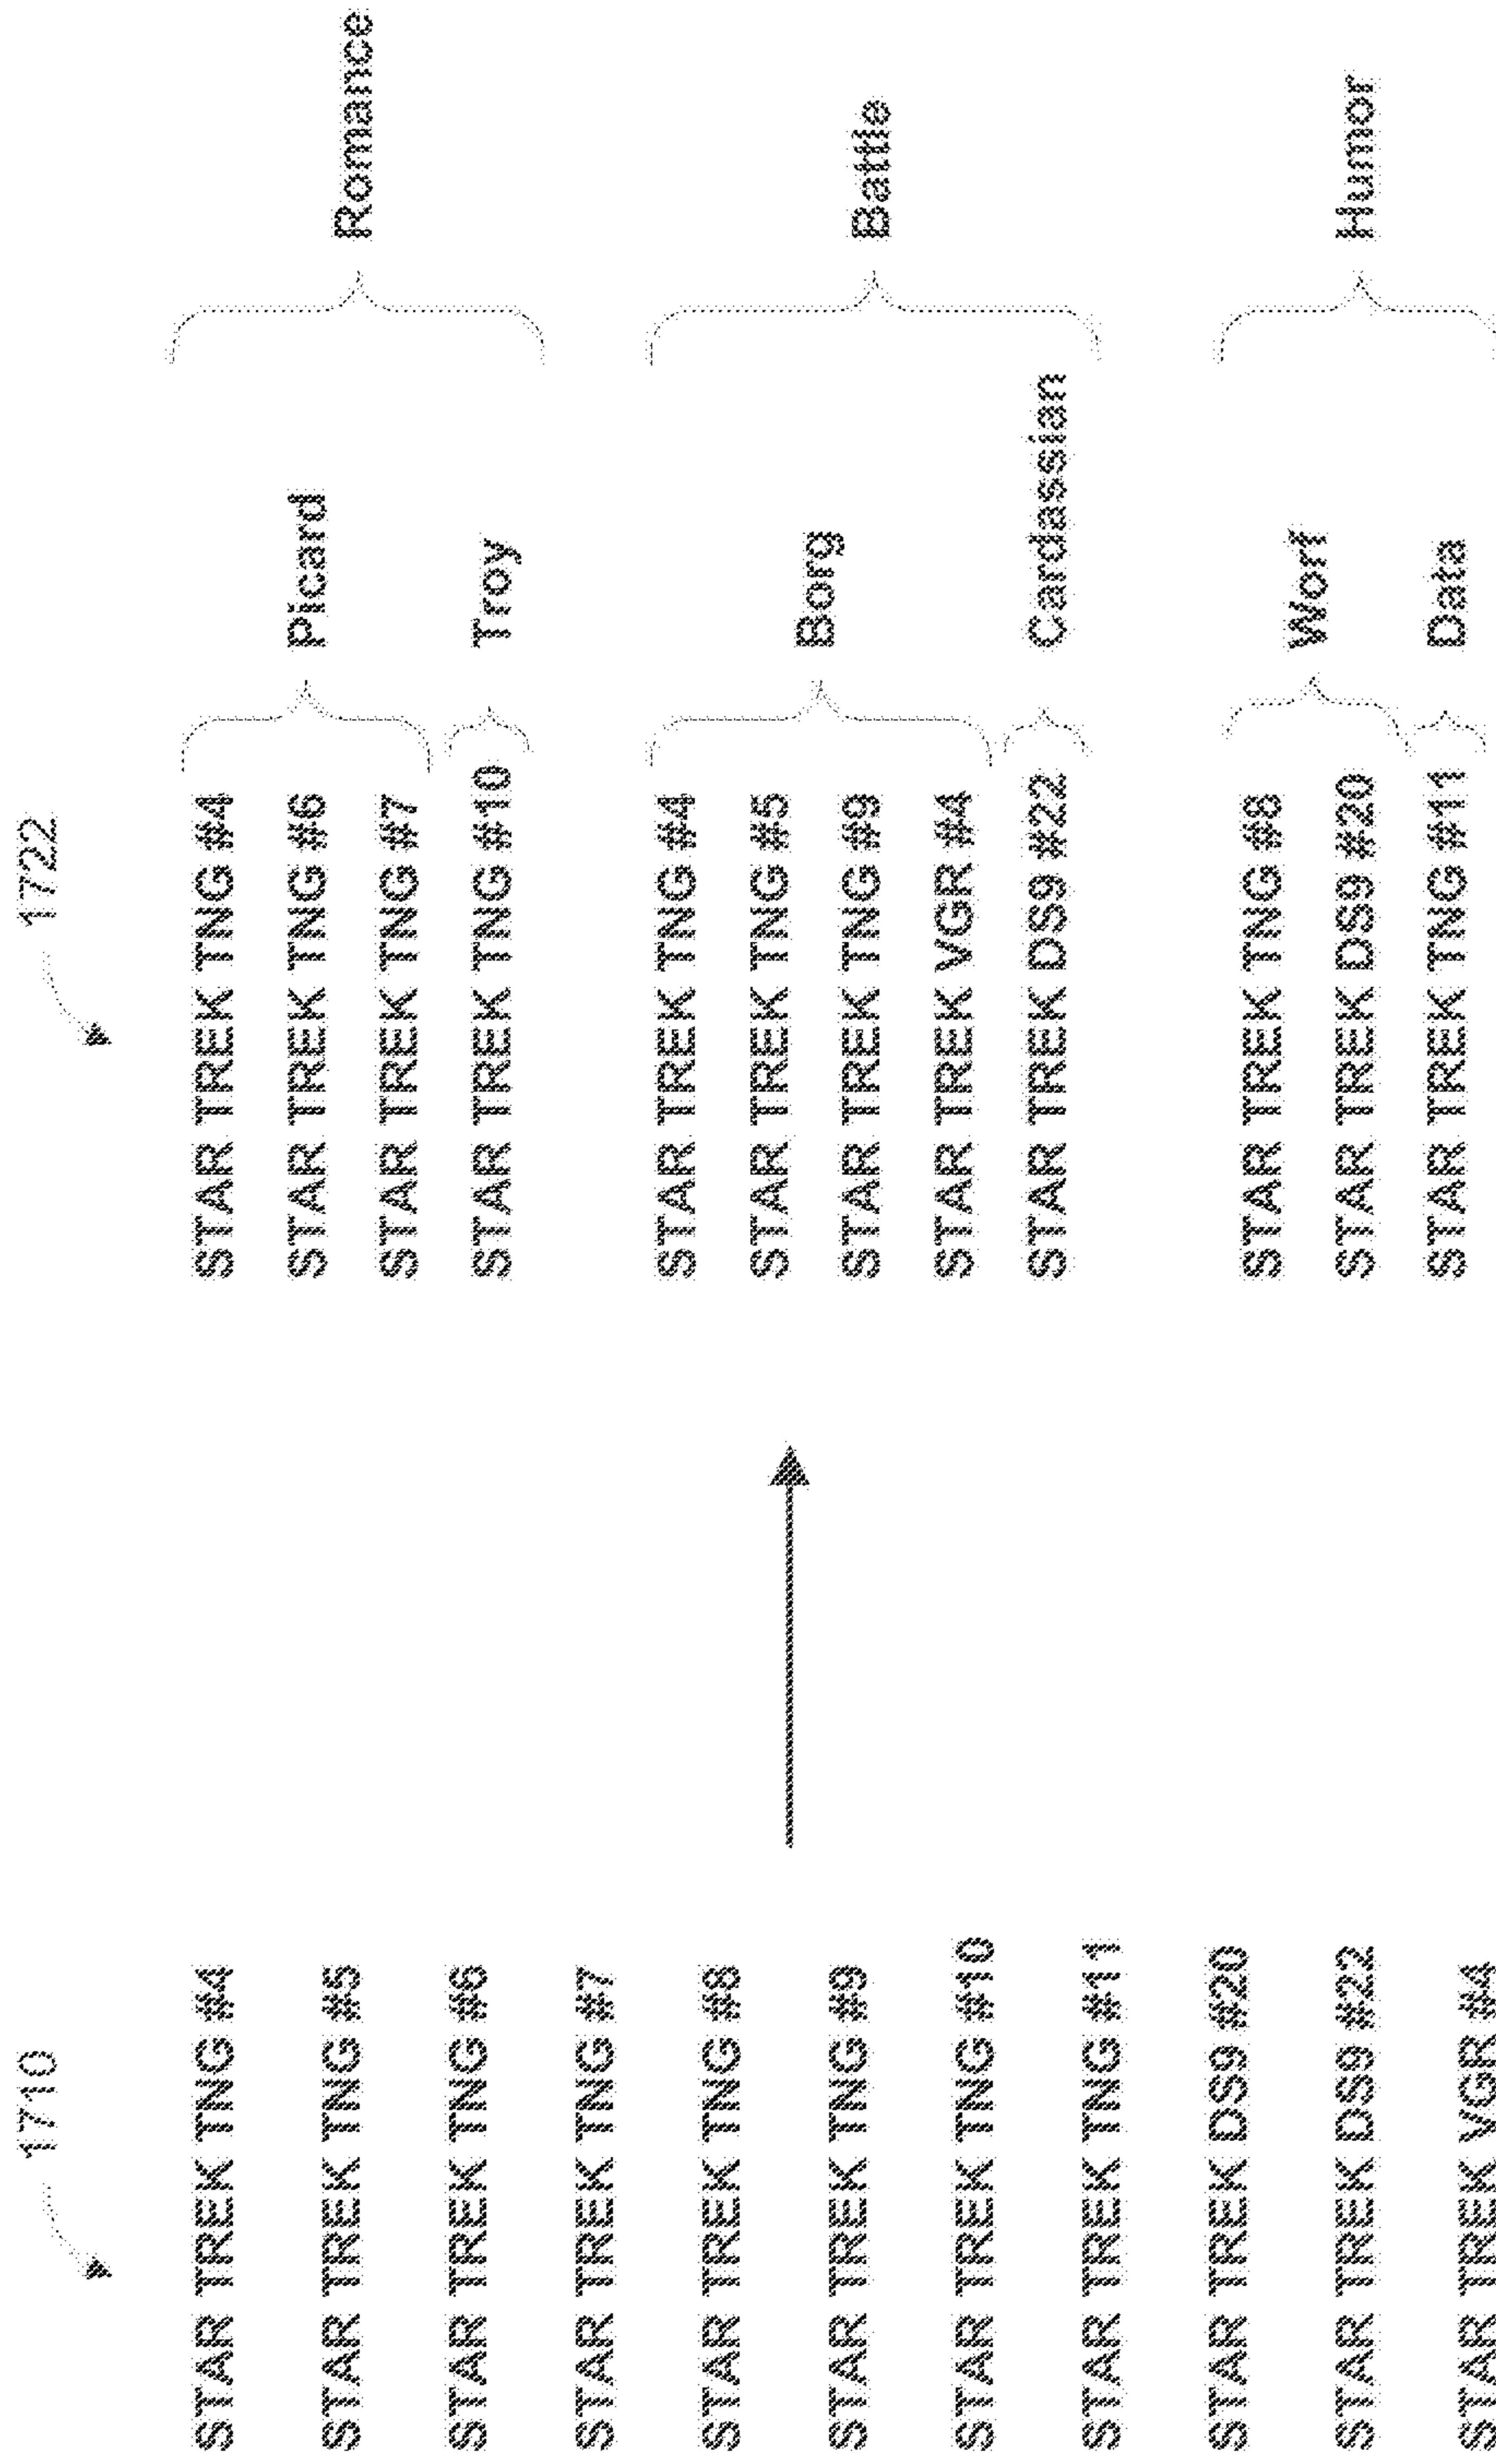 1710
STAR TREK TNG #4
STAR TREK TNG #5
STAR TREK TNG #6
STAR TREK TNG #7
STAR TREK TNG #8
STAR TREK TNG #9
STAR TREK TNG #10
STAR TREK TNG #11
STAR TREK DS9 #20
STAR TREK DS9 #22
STAR TREK VGR #4
1722
STAR TREK TNG #4
STAR TREK TNG #6
STAR TREK TNG #7
STAR TREK TNG #10
Picard
Troy
Romance
STAR TREK TNG #4
STAR TREK TNG #5
STAR TREK TNG #9
STAR TREK VGR #4
STAR TREK DS9 #22
Borg
Cardassian
Battle
STAR TREK TNG #8
STAR TREK DS9 #20
STAR TREK TNG #11
Worf
Data
Humor